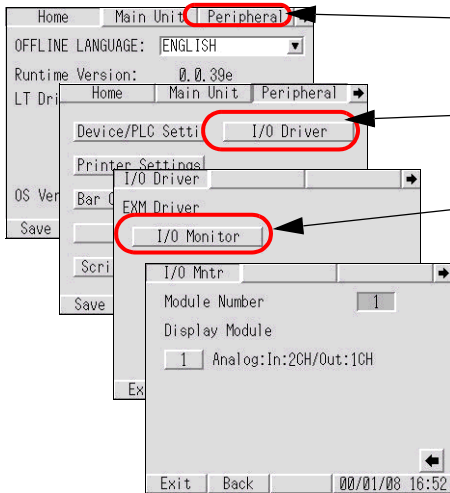 Home Main Unit Peripheral
OFFLINE LANGUAGE: ENGLISH
Runtime Version: 0.0.39e
LT Dri
OS Ver
Save
Home Main Unit Peripheral
Device/PLC Setti I/O Driver
Printer Settings
Bar C
Scri
Save
I/O Driver
EXM Driver
I/O Monitor
Ex
I/O Mntr
Module Number 1
Display Module
1 Analog:In:2CH/Out:1CH
Exit Back 00/01/08 16:52